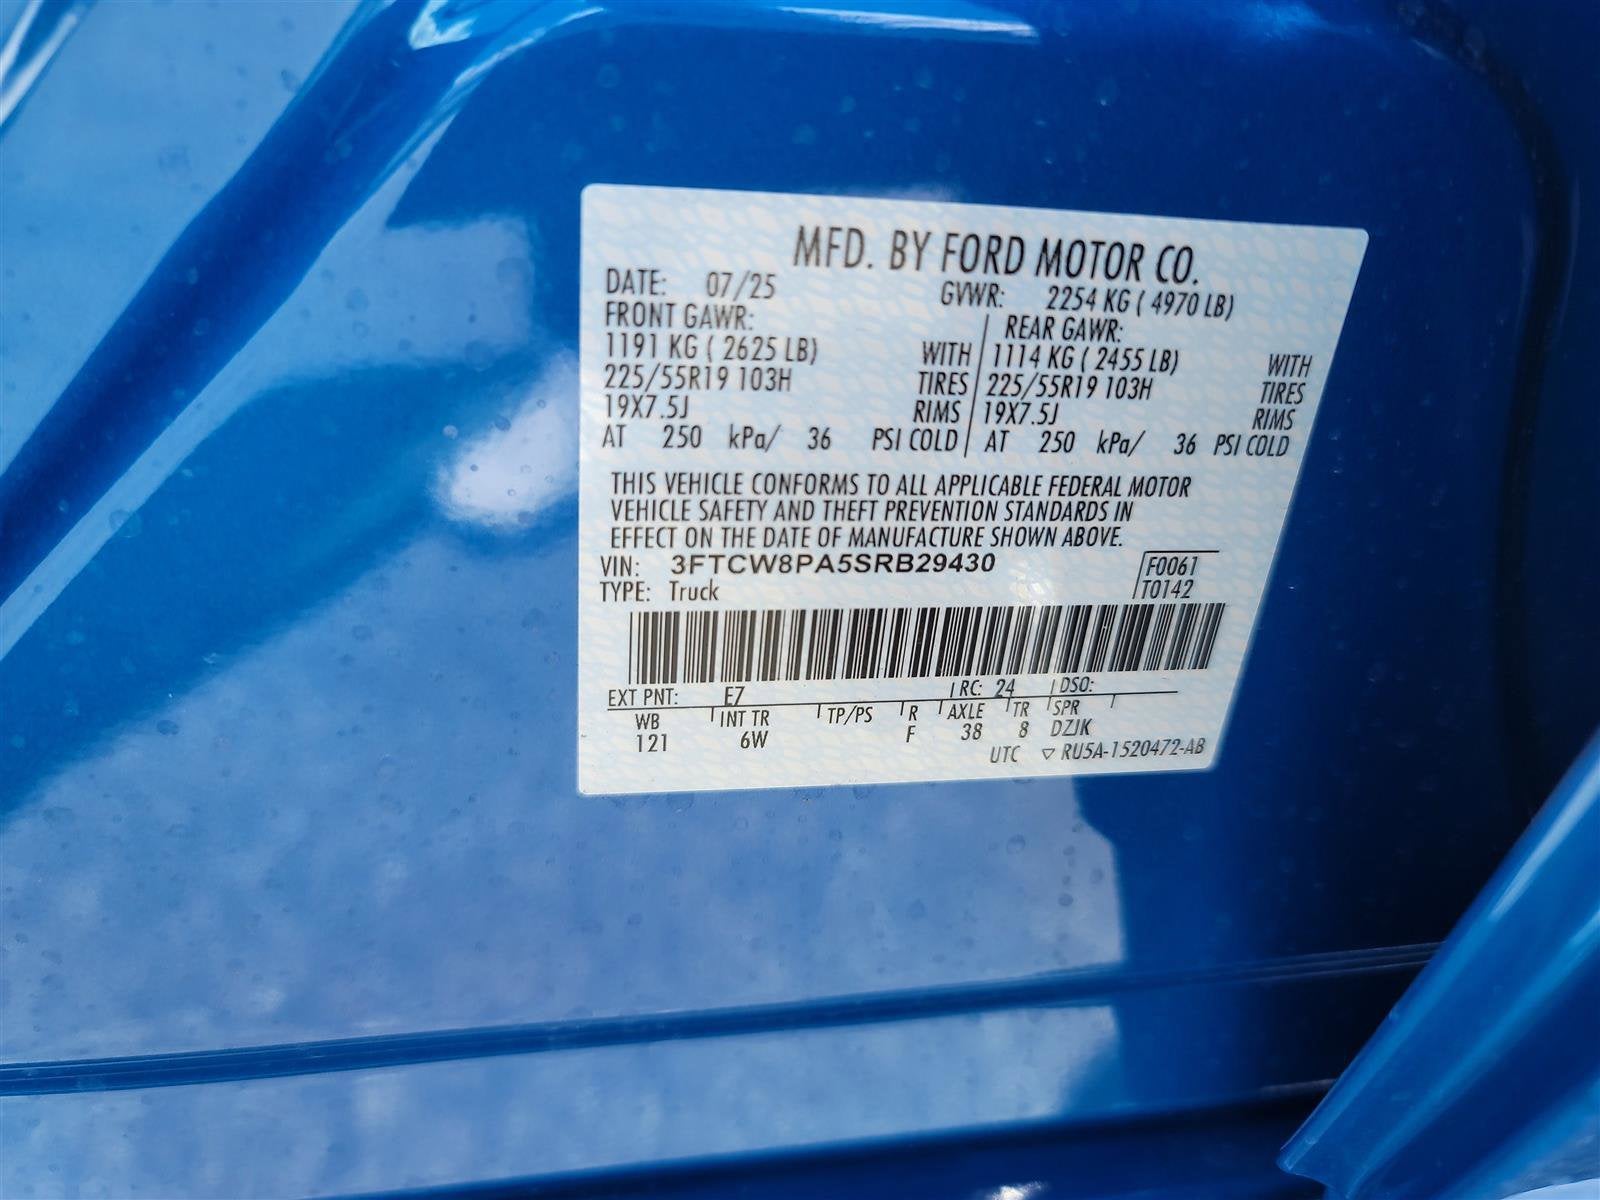 MFD. BY FORD MOTOR CO.
DATE: 07/25 GVWR: 2254 KG ( 4970 LB)
FRONT GAWR: REAR GAWR:
1191 KG ( 2625 LB) WITH 1114 KG ( 2455 LB) WITH
225/55R19 103H TIRES 225/55R19 103H TIRES
19X7.5J RIMS 19X7.5J RIMS
AT 250 kPa/ 36 PSI COLD AT 250 kPa/ 36 PSI COLD
THIS VEHICLE CONFORMS TO ALL APPLICABLE FEDERAL MOTOR
VEHICLE SAFETY AND THEFT PREVENTION STANDARDS IN
EFFECT ON THE DATE OF MANUFACTURE SHOWN ABOVE.
VIN: 3FTCW8PA5SRB29430 F0061
TYPE: Truck T0142
EXT PNT: E7 RC: 24 DSO:
WB INT TR TP/PS R AXLE TR SPR
121 6W F 38 8 DZJK
UTC ▽ RU5A-1520472-AB